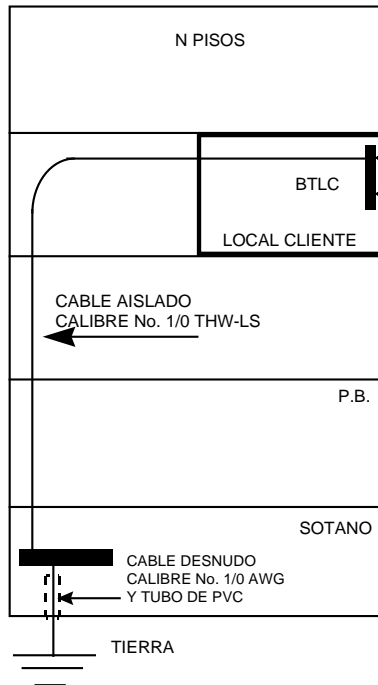 N PISOS
BTLC
LOCAL CLIENTE
CABLE AISLADO
CALIBRE No. 1/0 THW-LS
P.B.
SOTANO
CABLE DESNUDO
CALIBRE No. 1/0 AWG
Y TUBO DE PVC
TIERRA